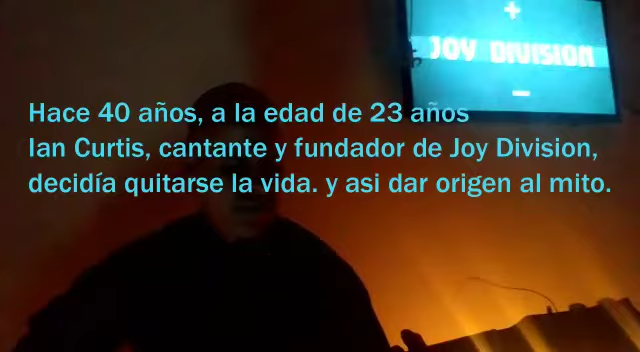 +
JOY DIVISION
-
Hace 40 años, a la edad de 23 años
Ian Curtis, cantante y fundador de Joy Division,
decidía quitarse la vida. y asi dar origen al mito.